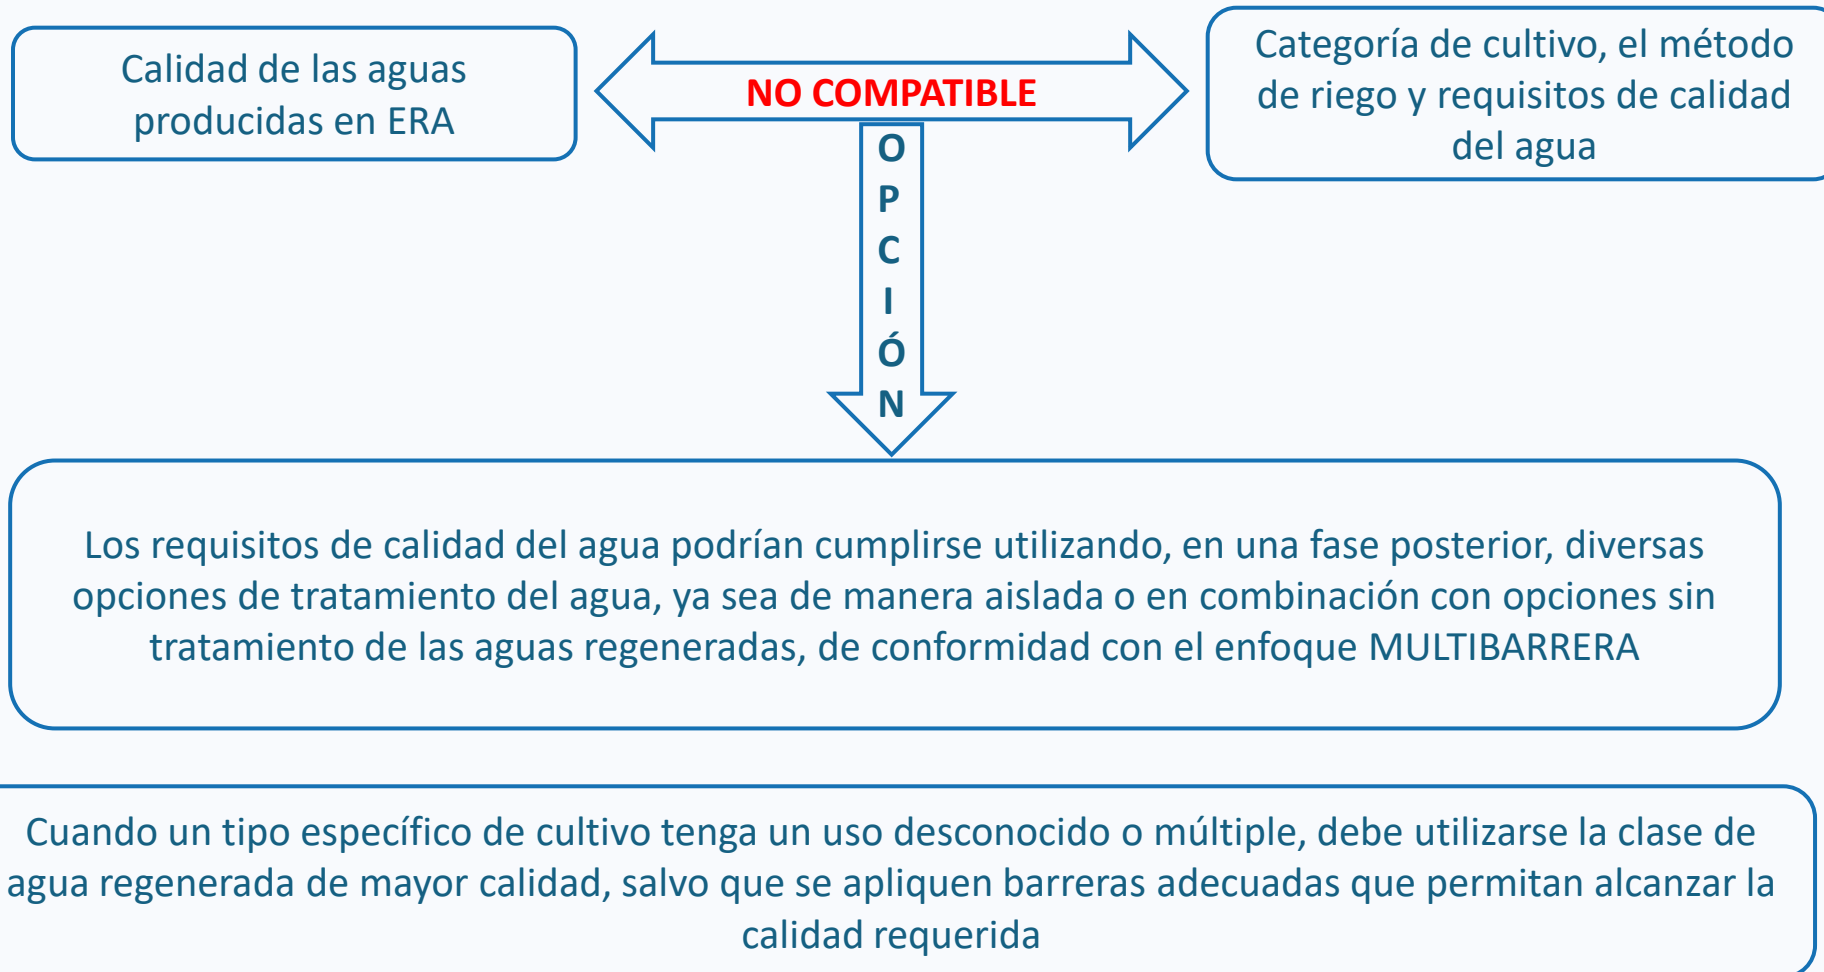 Calidad de las aguas
producidas en ERA
NO COMPATIBLE
Categoría de cultivo, el método
de riego y requisitos de calidad
del agua
O
P
C
I
Ó
N
Los requisitos de calidad del agua podrían cumplirse utilizando, en una fase posterior, diversas
opciones de tratamiento del agua, ya sea de manera aislada o en combinación con opciones sin
tratamiento de las aguas regeneradas, de conformidad con el enfoque MULTIBARRERA
Cuando un tipo específico de cultivo tenga un uso desconocido o múltiple, debe utilizarse la clase de
agua regenerada de mayor calidad, salvo que se apliquen barreras adecuadas que permitan alcanzar la
calidad requerida